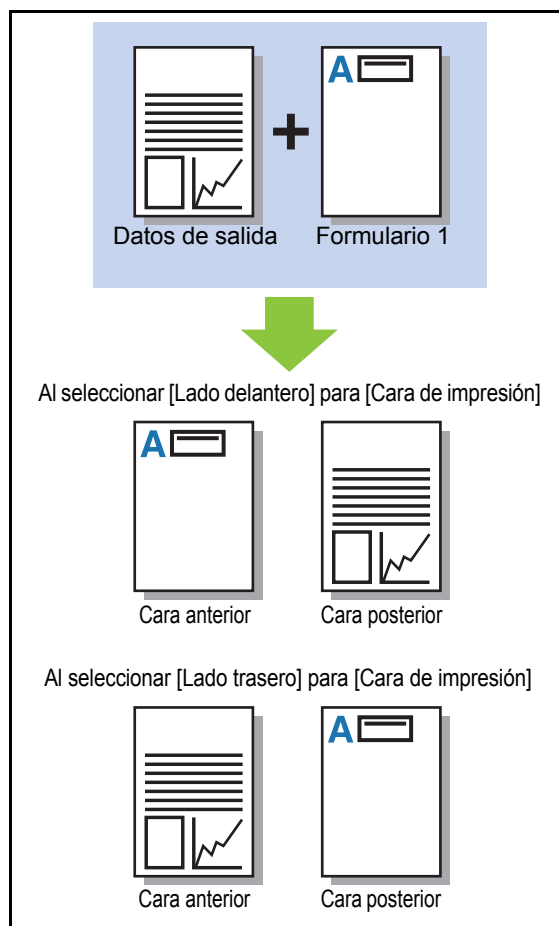 A
Datos de salida Formulario 1
Al seleccionar [Lado delantero] para [Cara de impresión]
A
Cara anterior Cara posterior
Al seleccionar [Lado trasero] para [Cara de impresión]
A
Cara anterior Cara posterior